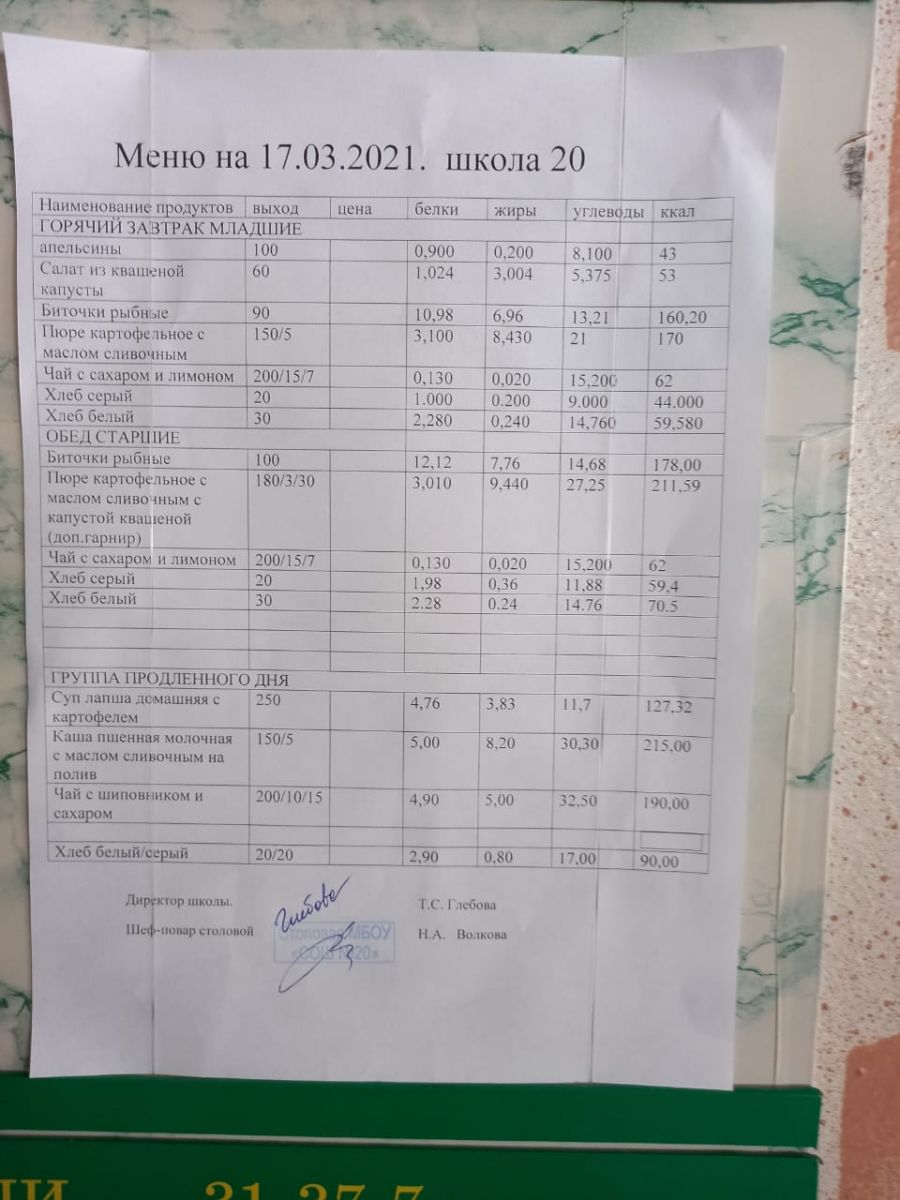 Меню на 17.03.2021. школа 20
Наименование продуктов выход цена белки жиры углеводы ккал
ГОРЯЧИЙ ЗАВТРАК МЛАДШИЕ
апельсины 100 0,900 0,200 8,100 43
Салат из квашеной 60 1,024 3,004 5,375 53
капусты
Биточки рыбные 90 10,98 6,96 13,21 160,20
Пюре картофельное с 150/5 3,100 8,430 21 170
маслом сливочным
Чай с сахаром и лимоном 200/15/7 0,130 0,020 15,200 62
Хлеб серый 20 1.000 0.200 9.000 44.000
Хлеб белый 30 2,280 0,240 14,760 59,580
ОБЕД СТАРШИЕ
Биточки рыбные 100 12,12 7,76 14,68 178,00
Пюре картофельное с 180/3/30 3,010 9,440 27,25 211,59
маслом сливочным с
капустой квашеной
(доп.гарнир)
Чай с сахаром и лимоном 200/15/7 0,130 0,020 15,200 62
Хлеб серый 20 1,98 0,36 11,88 59,4
Хлеб белый 30 2.28 0.24 14.76 70.5
ГРУППА ПРОДЛЕННОГО ДНЯ
Суп лапша домашняя с 250 4,76 3,83 11,7 127,32
картофелем
Каша пшенная молочная 150/5 5,00 8,20 30,30 215,00
с маслом сливочным на
полив
Чай с шиповником и 200/10/15 4,90 5,00 32,50 190,00
сахаром
Хлеб белый/серый 20/20 2,90 0,80 17,00 90,00
Директор школы. Глебова Т.С. Глебова
Шеф-повар столовой Н.А. Волкова
Столовая МБОУ
«СОШ №20»